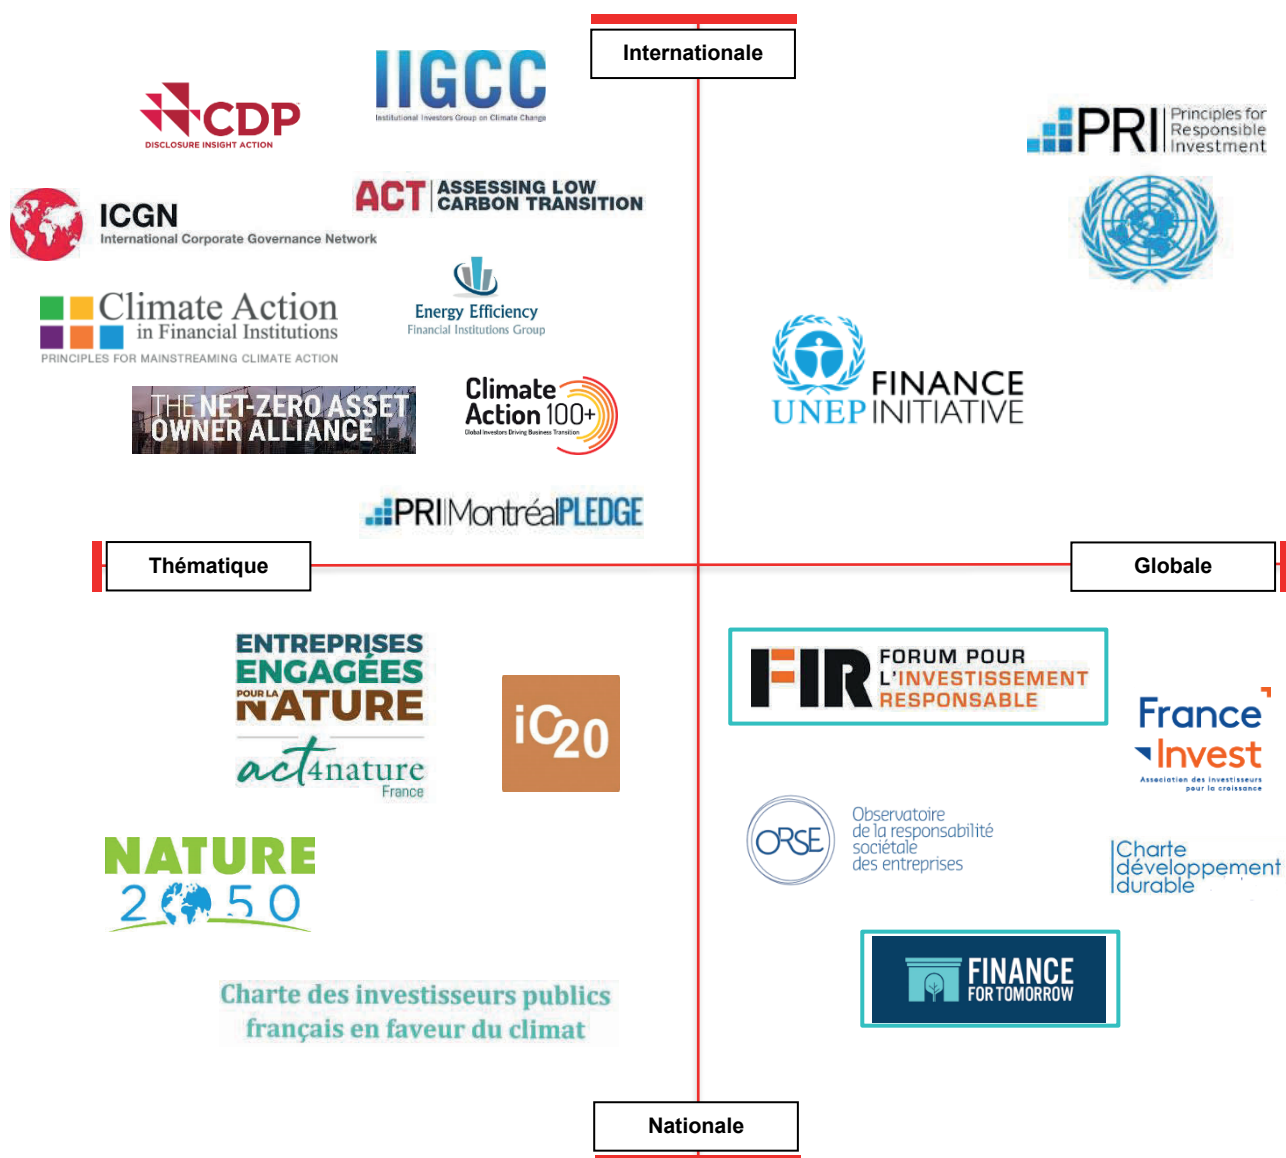 Internationale
IIGCC
Institutional Investors Group on Climate Change
CDP
DISCLOSURE INSIGHT ACTION
PRI Principles for
Responsible
Investment
ACT ASSESSING LOW
CARBON TRANSITION
ICGN
International Corporate Governance Network
Climate Action
in Financial Institutions
PRINCIPLES FOR MAINSTREAMING CLIMATE ACTION
Energy Efficiency
Financial Institutions Group
UNEP FINANCE
INITIATIVE
THE NET-ZERO ASSET
OWNER ALLIANCE
Climate
Action 100+
Global Investors Driving Business Transition
PRI Montréal PLEDGE
Thématique
Globale
ENTREPRISES
ENGAGÉES
POUR LA
NATURE
act4nature
France
iC20
FIR FORUM POUR
L'INVESTISSEMENT
RESPONSABLE
France
Invest
Association des investisseurs
pour la croissance
NATURE
2050
ORSE
Observatoire
de la responsabilité
sociétale
des entreprises
Charte
développement
durable
FINANCE
FOR TOMORROW
Charte des investisseurs publics
français en faveur du climat
Nationale